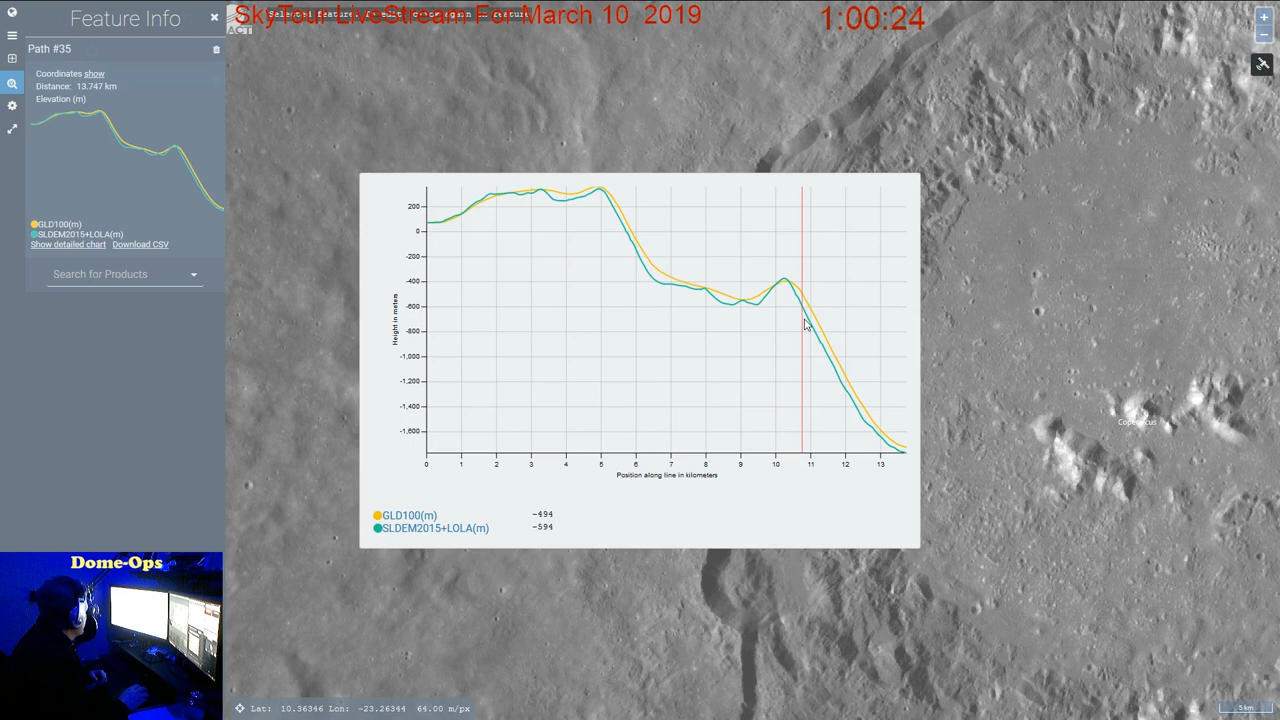 Feature Info
SkyTour LiveStream For March 10 2019
1:00:24
ACT
Path #35
Coordinates show
Distance: 13.747 km
Elevation (m)
GLD100(m)
SLDEM2015+LOLA(m)
Show detailed chart Download CSV
Search for Products
Height in meters
200
0
-200
-400
-600
-800
-1,000
-1,200
-1,400
-1,600
0 1 2 3 4 5 6 7 8 9 10 11 12 13
Position along line in kilometers
GLD100(m) -494
SLDEM2015+LOLA(m) -594
Copernicus
Dome-Ops
Lat: 10.36346 Lon: -23.26344 64.00 m/px
5 km